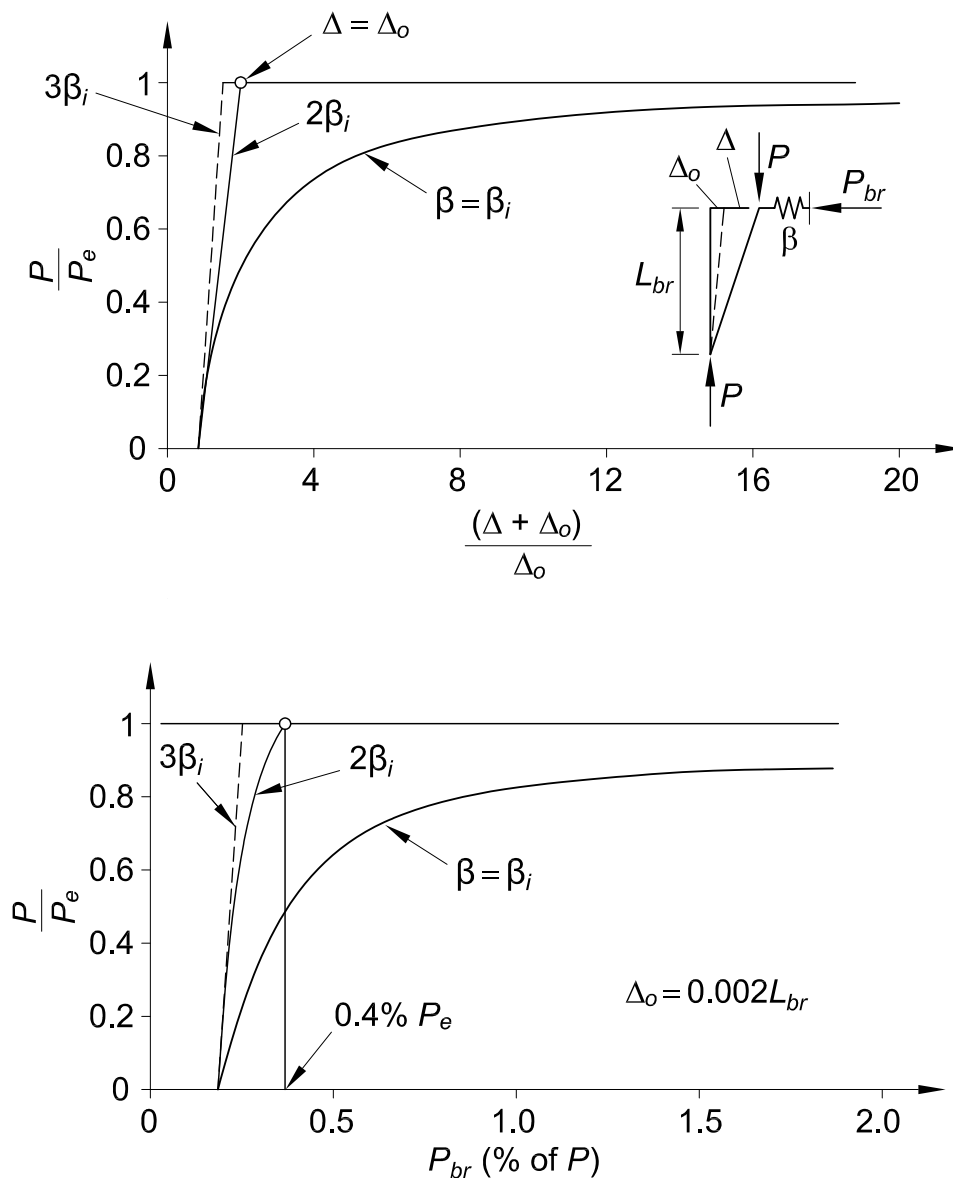 Δ = Δo
1
3βi
2βi
0.8
β = βi
0.6
P
Pe
0.4
0.2
0
0 4 8 12 16 20
(Δ + Δo)
Δo
Δo
Δ
P
Pbr
β
Lbr
P
1
3βi
2βi
0.8
β = βi
0.6
P
Pe
0.4
0.2
0
0.4% Pe
Δo = 0.002Lbr
0 0.5 1.0 1.5 2.0
Pbr (% of P)